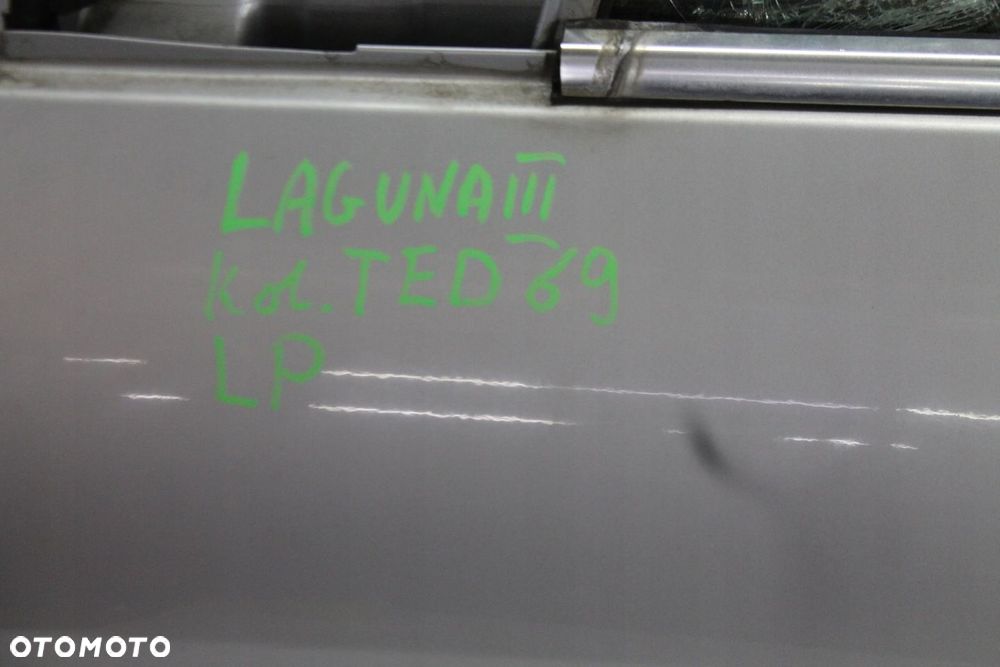 LAGUNA III
kol. TED69
LP
OTOMOTO